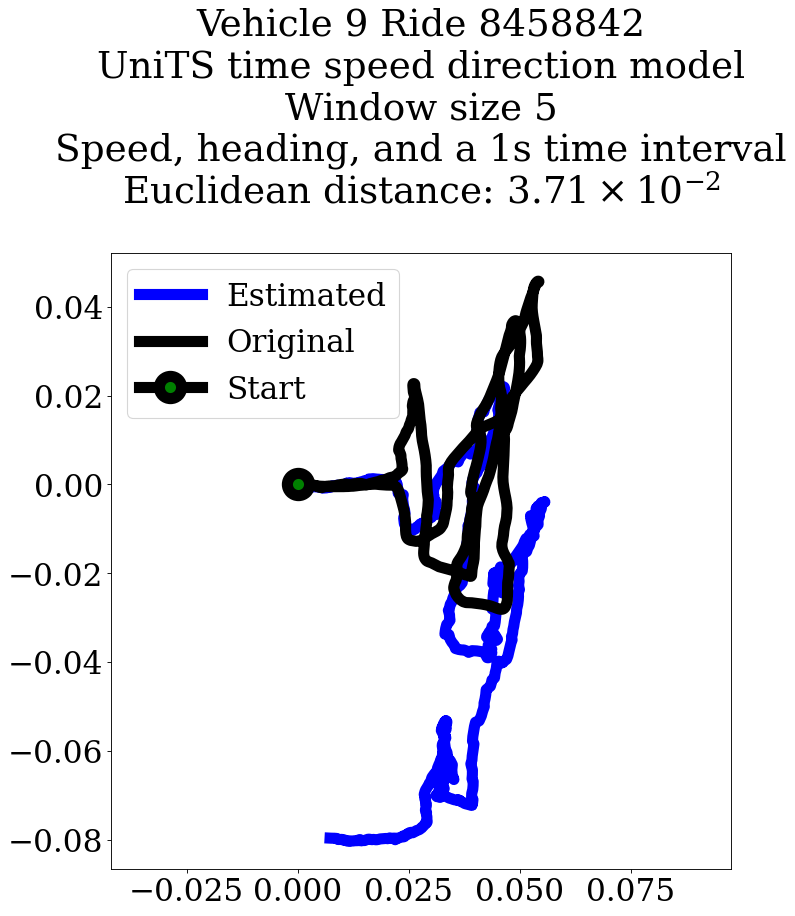 Vehicle 9 Ride 8458842
UniTS time speed direction model
Window size 5
Speed, heading, and a 1s time interval
Euclidean distance: 3.71 × 10⁻²
Estimated
Original
Start
0.04
0.02
0.00
−0.02
−0.04
−0.06
−0.08
−0.025 0.000 0.025 0.050 0.075